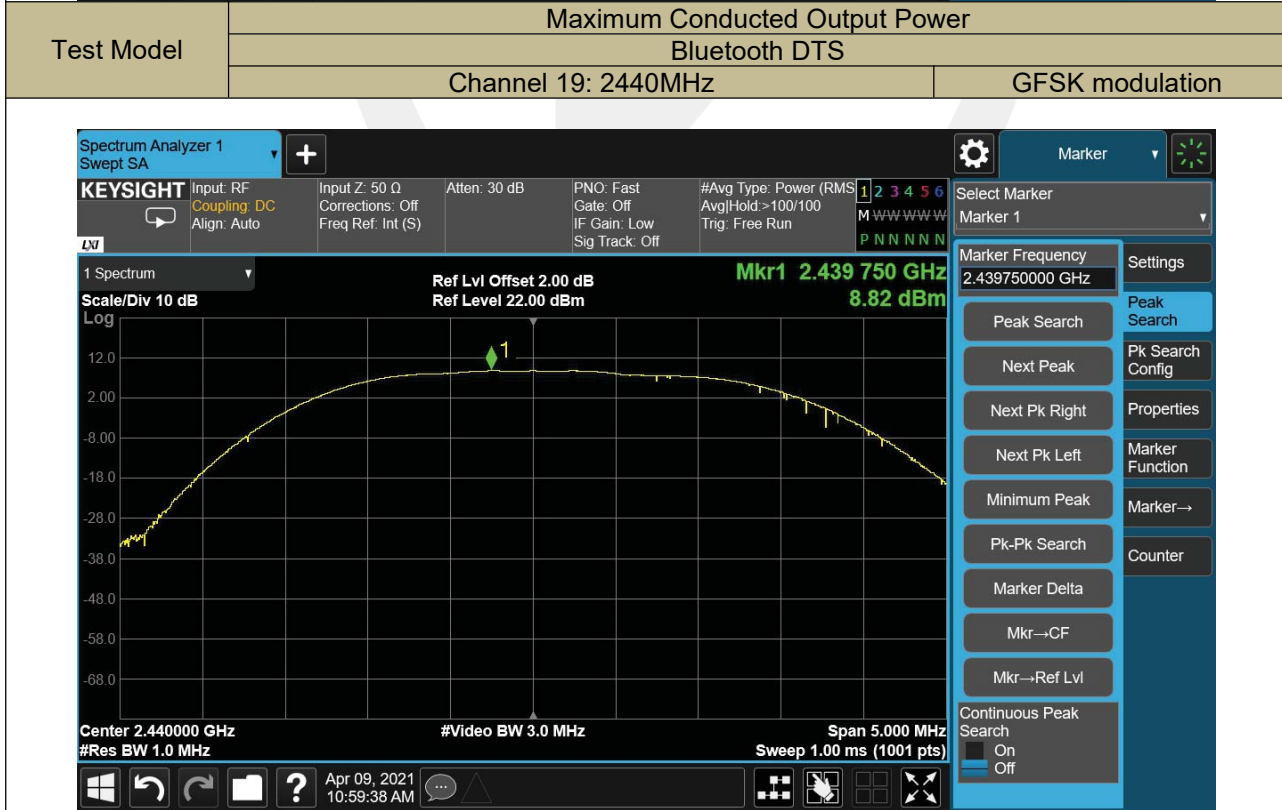 Test Model
Maximum Conducted Output Power
Bluetooth DTS
Channel 19: 2440MHz
GFSK modulation
Spectrum Analyzer 1
Swept SA
Marker
KEYSIGHT
Input: RF
Coupling: DC
Align: Auto
Input Z: 50 Ω
Corrections: Off
Freq Ref: Int (S)
Atten: 30 dB
PNO: Fast
Gate: Off
IF Gain: Low
Sig Track: Off
#Avg Type: Power (RMS
Avg|Hold:>100/100
Trig: Free Run
1 2 3 4 5 6
M W W W W W
P N N N N N
LXI
Select Marker
Marker 1
1 Spectrum
Scale/Div 10 dB
Log
Ref Lvl Offset 2.00 dB
Ref Level 22.00 dBm
Mkr1 2.439 750 GHz
8.82 dBm
1
12.0
2.00
-8.00
-18.0
-28.0
-38.0
-48.0
-58.0
-68.0
Center 2.440000 GHz
#Res BW 1.0 MHz
#Video BW 3.0 MHz
Span 5.000 MHz
Sweep 1.00 ms (1001 pts)
Marker Frequency
2.439750000 GHz
Peak Search
Next Peak
Next Pk Right
Next Pk Left
Minimum Peak
Pk-Pk Search
Marker Delta
Mkr→CF
Mkr→Ref Lvl
Continuous Peak
Search
On
Off
Settings
Peak
Search
Pk Search
Config
Properties
Marker
Function
Marker→
Counter
?
Apr 09, 2021
10:59:38 AM